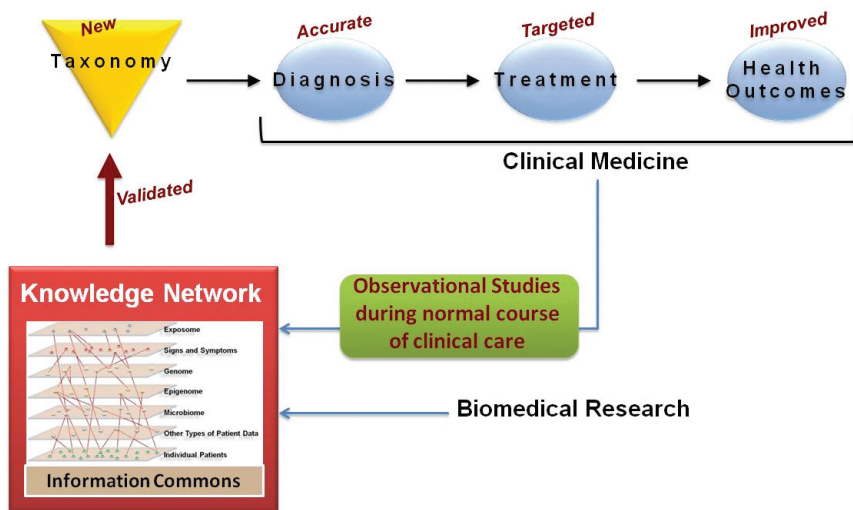 New
Taxonomy
Accurate
Diagnosis
Targeted
Treatment
Improved
Health
Outcomes
Clinical Medicine
Validated
Observational Studies
during normal course
of clinical care
Knowledge Network
Exposome
Signs and Symptoms
Genome
Epigenome
Microbiome
Other Types of Patient Data
Individual Patients
Information Commons
Biomedical Research